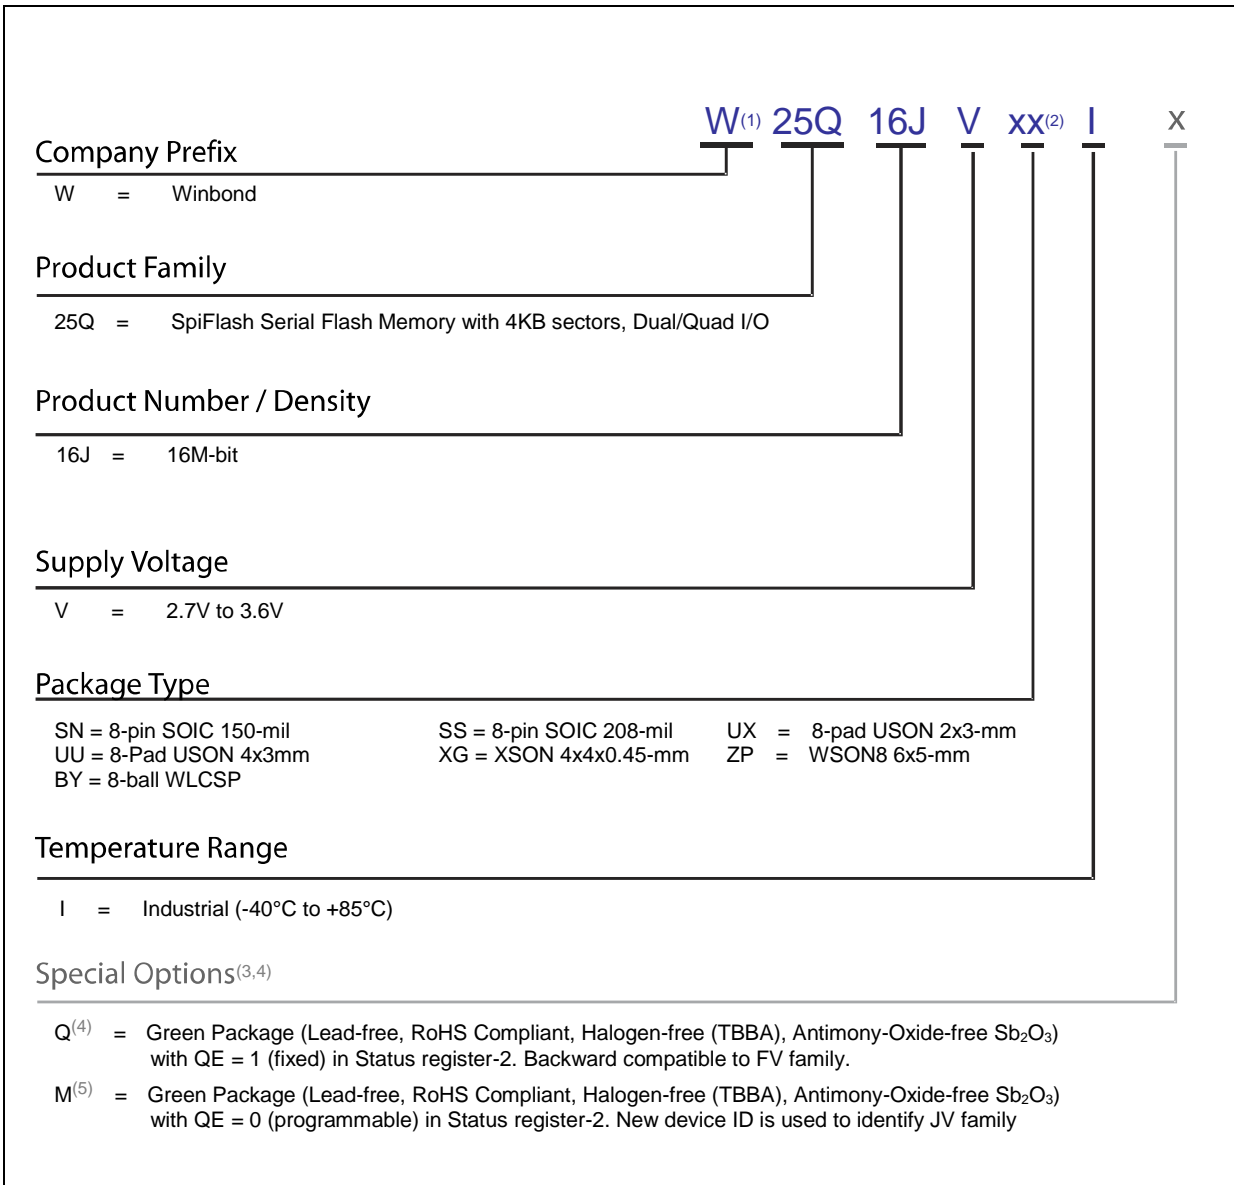 W(1) 25Q 16J V xx(2) I x
Company Prefix
W = Winbond
Product Family
25Q = SpiFlash Serial Flash Memory with 4KB sectors, Dual/Quad I/O
Product Number / Density
16J = 16M-bit
Supply Voltage
V = 2.7V to 3.6V
Package Type
SN = 8-pin SOIC 150-mil SS = 8-pin SOIC 208-mil UX = 8-pad USON 2x3-mm
UU = 8-Pad USON 4x3mm XG = XSON 4x4x0.45-mm ZP = WSON8 6x5-mm
BY = 8-ball WLCSP
Temperature Range
I = Industrial (-40°C to +85°C)
Special Options(3,4)
Q(4) = Green Package (Lead-free, RoHS Compliant, Halogen-free (TBBA), Antimony-Oxide-free Sb₂O₃)
with QE = 1 (fixed) in Status register-2. Backward compatible to FV family.
M(5) = Green Package (Lead-free, RoHS Compliant, Halogen-free (TBBA), Antimony-Oxide-free Sb₂O₃)
with QE = 0 (programmable) in Status register-2. New device ID is used to identify JV family